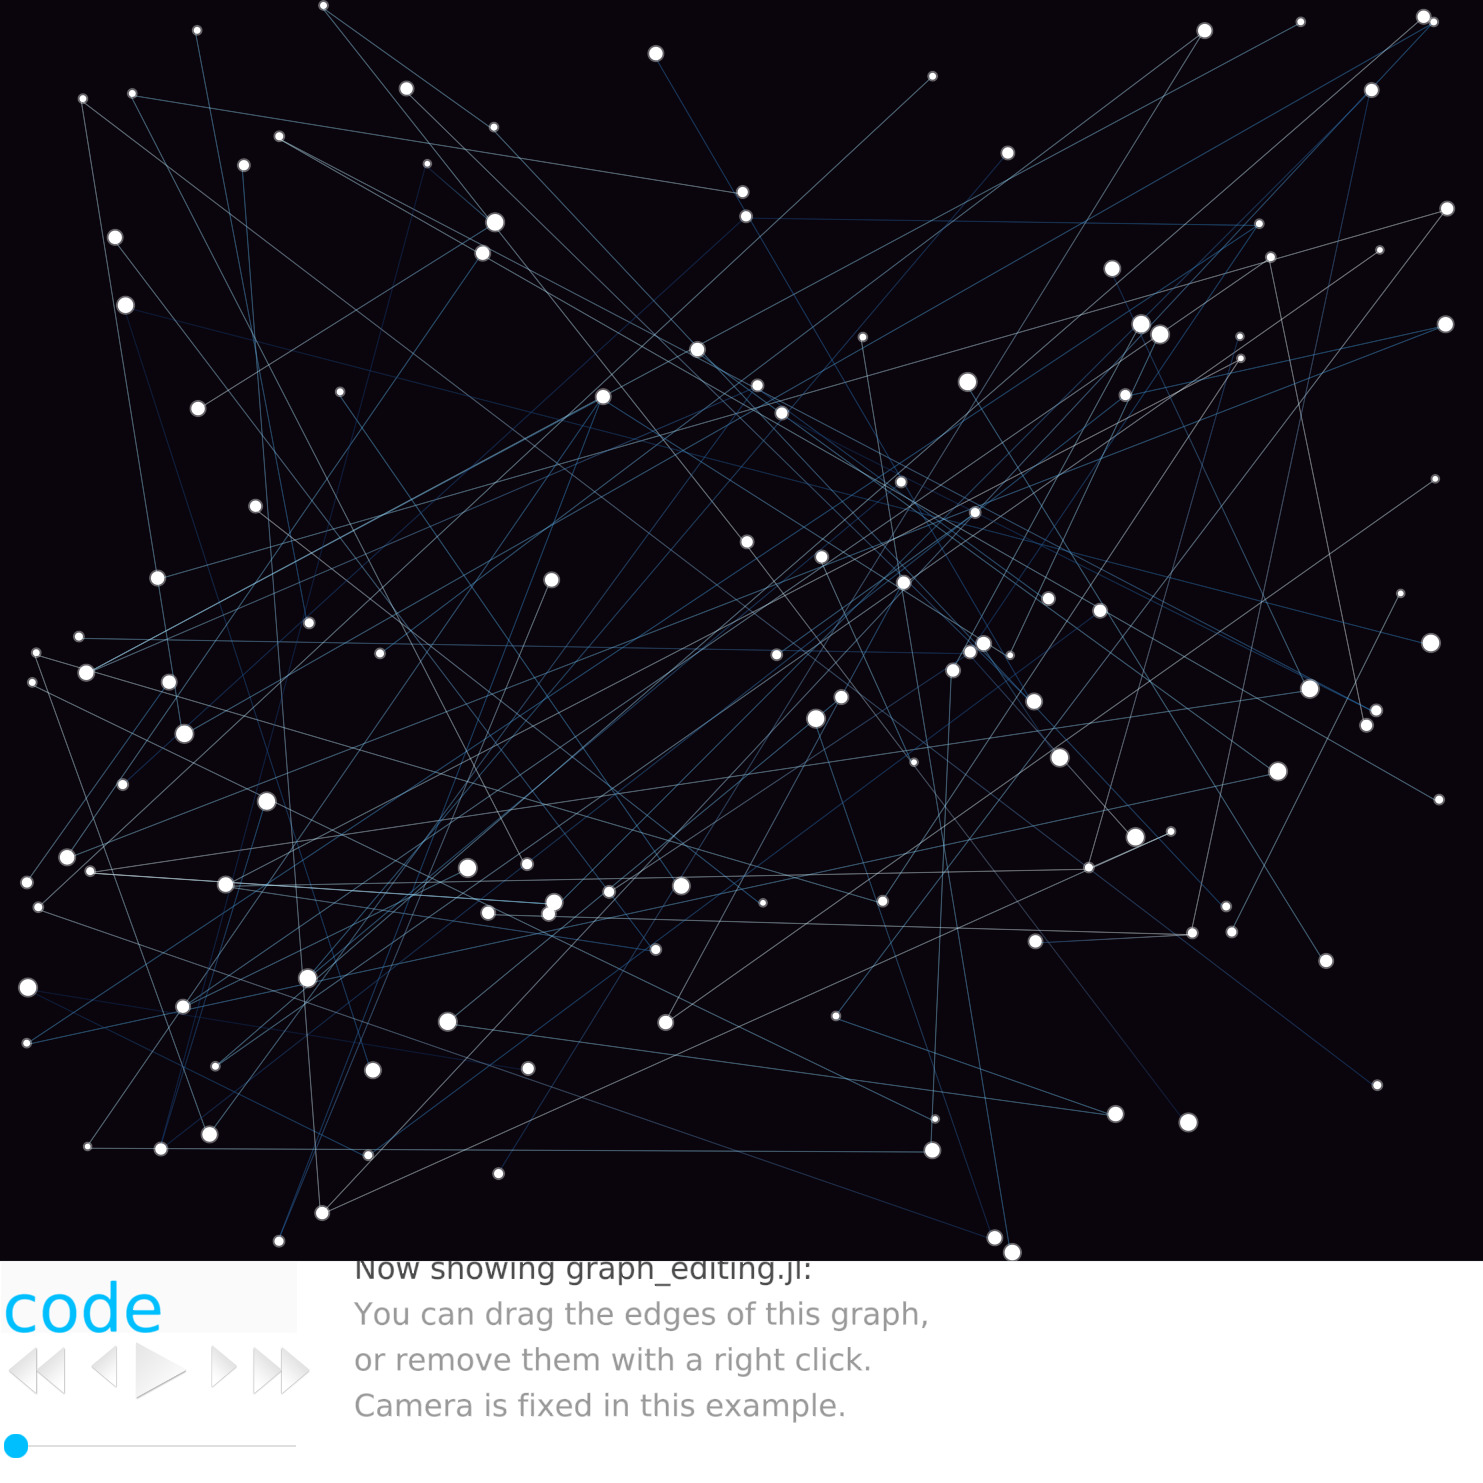 Now showing graph_editing.jl:
code
You can drag the edges of this graph,
or remove them with a right click.
Camera is fixed in this example.